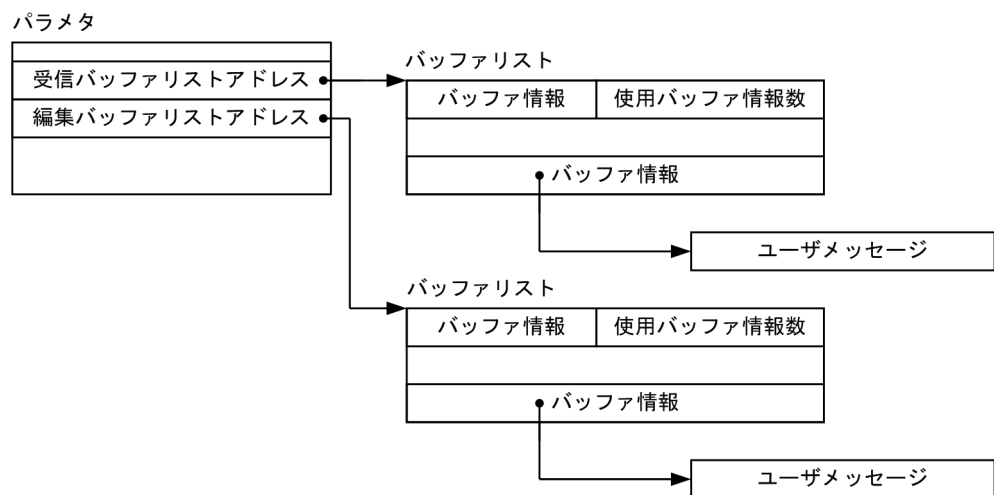 パラメタ
受信バッファリストアドレス
編集バッファリストアドレス
バッファリスト
バッファ情報 使用バッファ情報数
バッファ情報
ユーザメッセージ
バッファリスト
バッファ情報 使用バッファ情報数
バッファ情報
ユーザメッセージ